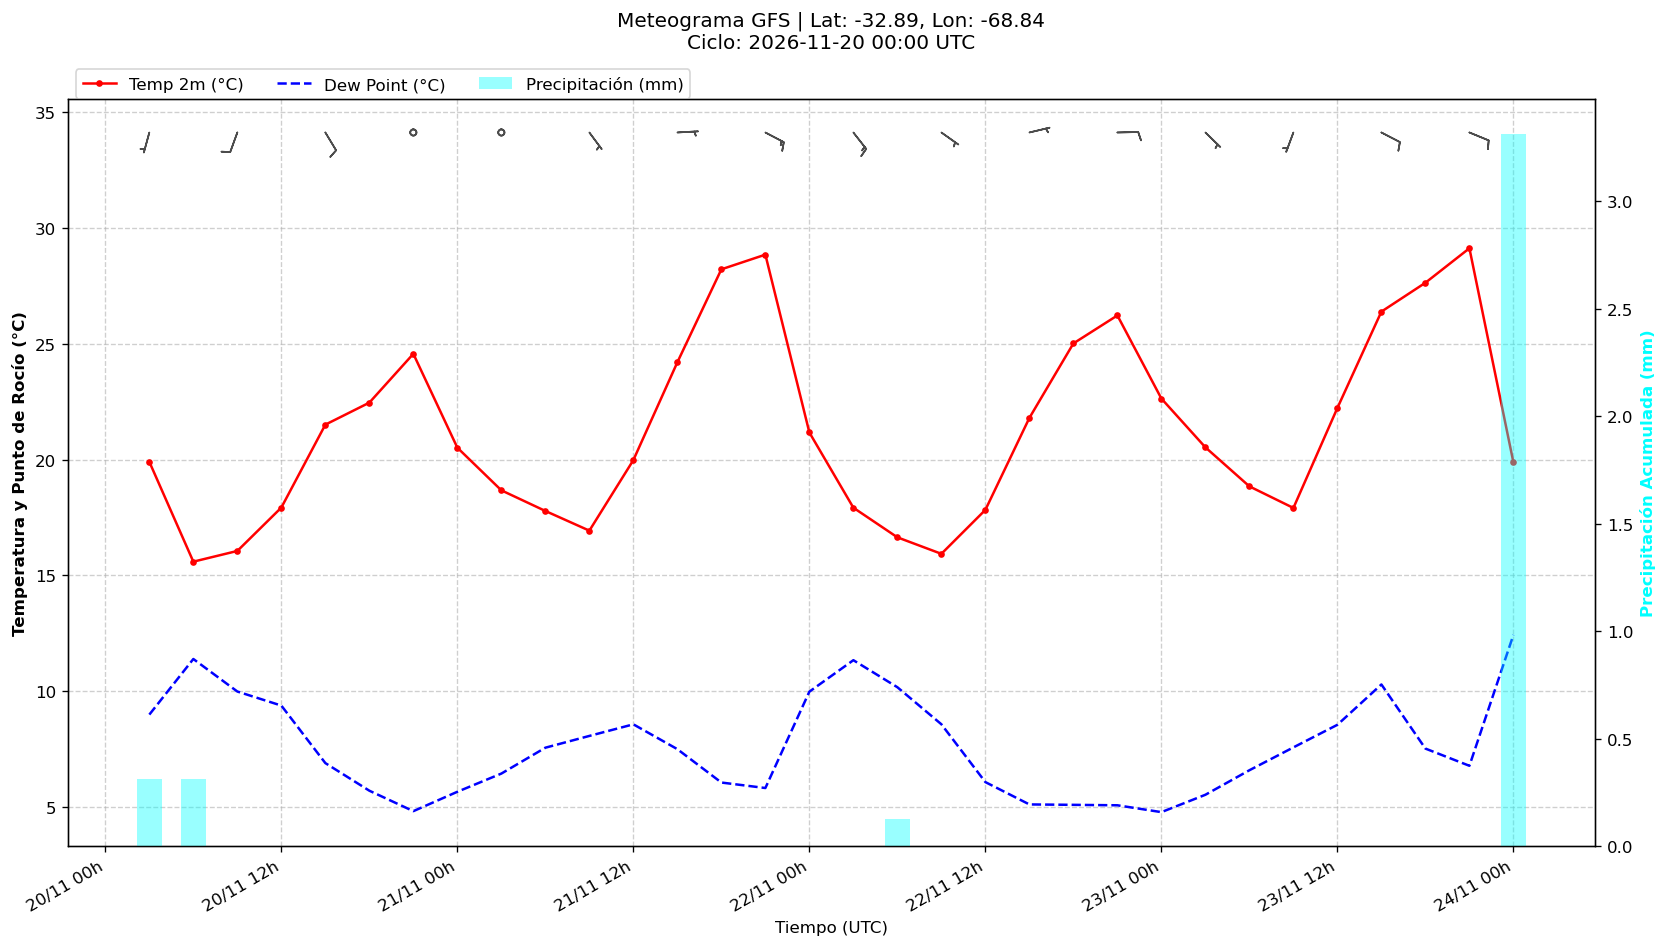 Meteograma GFS | Lat: -32.89, Lon: -68.84
Ciclo: 2026-11-20 00:00 UTC
Temp 2m (°C)
Dew Point (°C)
Precipitación (mm)
Temperatura y Punto de Rocío (°C)
35
30
25
20
15
10
5
3.0
2.5
2.0
1.5
1.0
0.5
0.0
Precipitación Acumulada (mm)
20/11 00h
20/11 12h
21/11 00h
21/11 12h
22/11 00h
22/11 12h
23/11 00h
23/11 12h
24/11 00h
Tiempo (UTC)